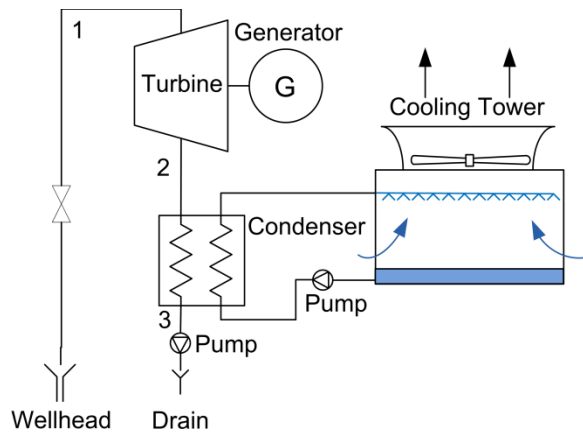 1
Generator
Turbine
G
Cooling Tower
2
Condenser
3
Pump
Pump
Wellhead
Drain